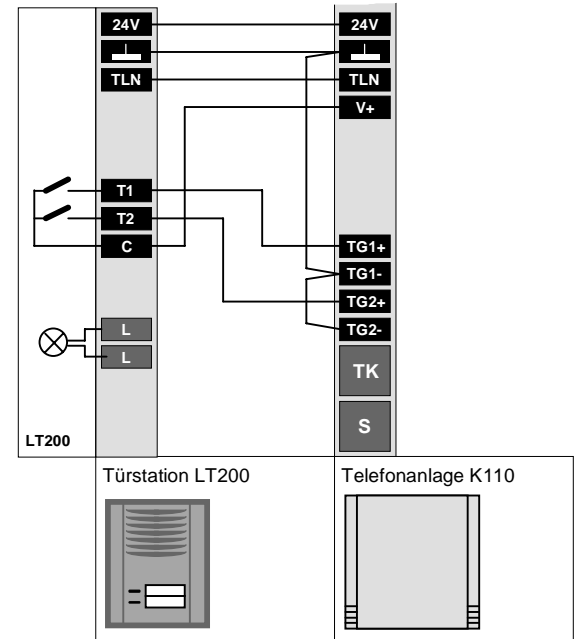 24V
24V
TLN
TLN
V+
T1
T2
C
TG1+
TG1-
TG2+
TG2-
L
L
TK
S
LT200
Türstation LT200
Telefonanlage K110